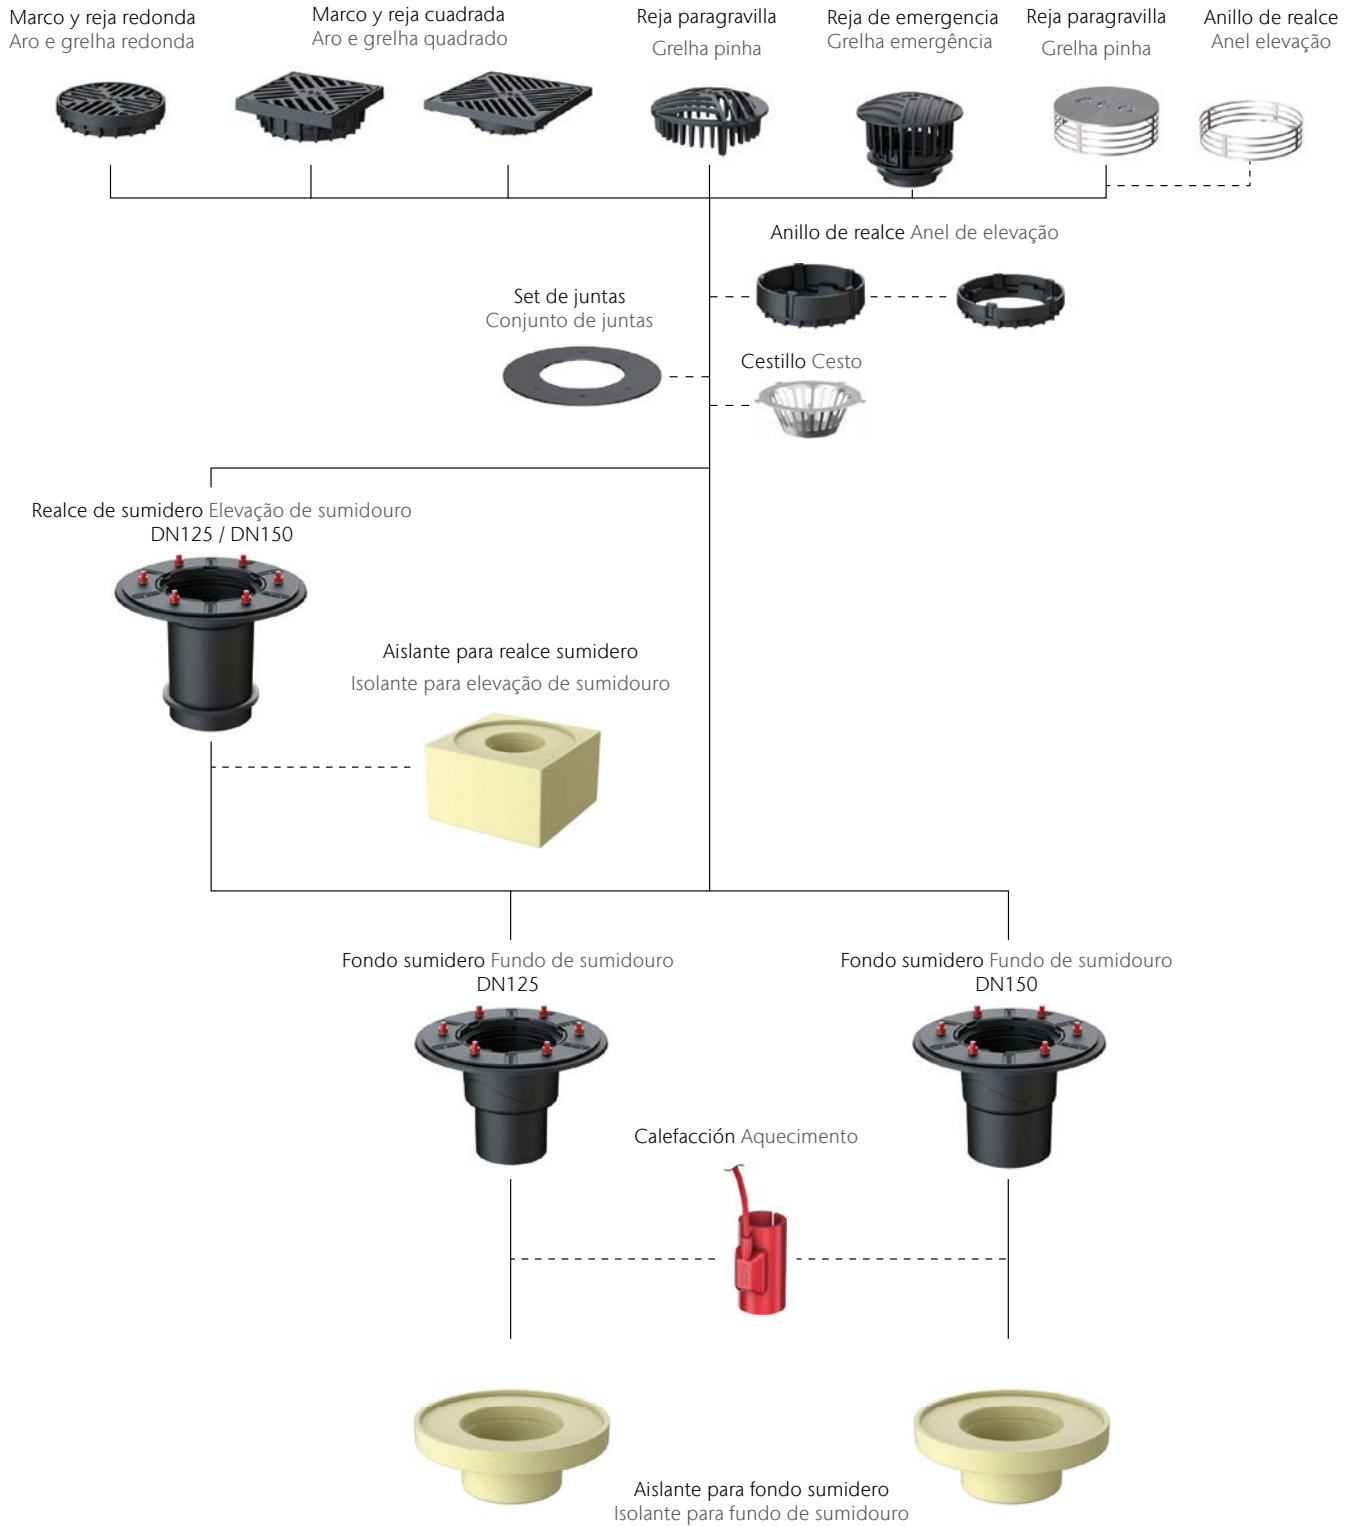 Marco y reja redonda
Aro e grelha redonda
Marco y reja cuadrada
Aro e grelha quadrado
Reja paragravilla
Grelha pinha
Reja de emergencia
Grelha emergência
Reja paragravilla
Grelha pinha
Anillo de realce
Anel elevação
Anillo de realce Anel de elevação
Set de juntas
Conjunto de juntas
Cestillo Cesto
Realce de sumidero Elevação de sumidouro
DN125 / DN150
Aislante para realce sumidero
Isolante para elevação de sumidouro
Fondo sumidero Fundo de sumidouro
DN125
Fondo sumidero Fundo de sumidouro
DN150
Calefacción Aquecimento
Aislante para fondo sumidero
Isolante para fundo de sumidouro